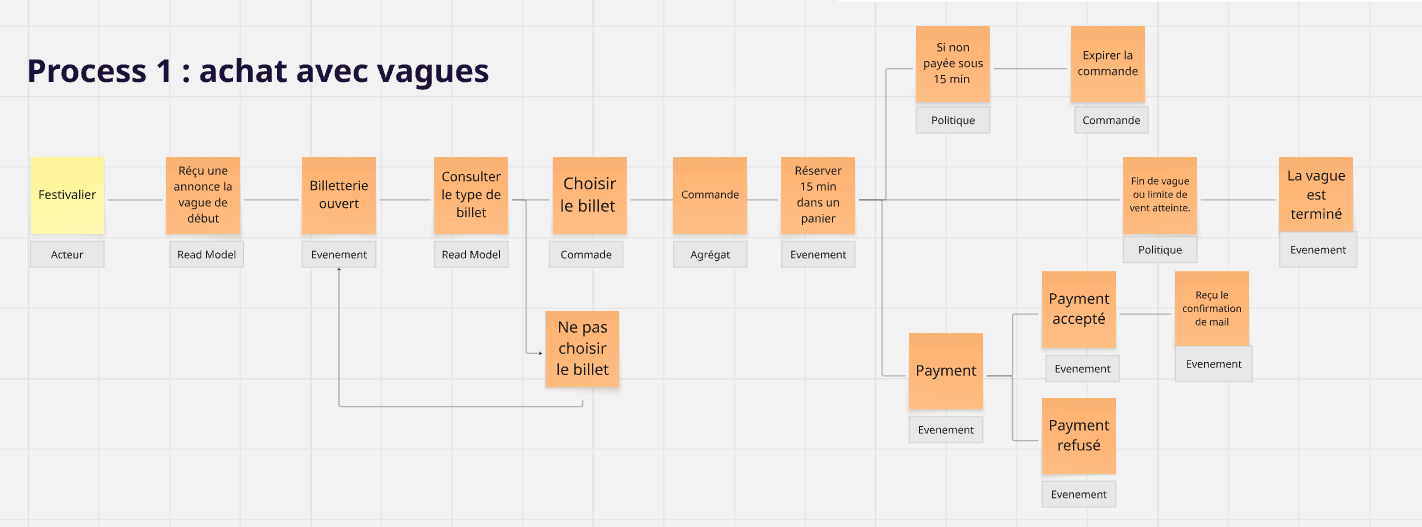 Process 1 : achat avec vagues
Si non
payée sous
15 min
Politique
Expirer la
commande
Commande
Festivalier
Acteur
Réçu une
annonce la
vague de
début
Read Model
Billetterie
ouvert
Evenement
Consulter
le type de
billet
Read Model
Choisir
le billet
Commade
Commande
Agrégat
Réserver
15 min
dans un
panier
Evenement
Fin de vague
ou limite de
vent atteinte.
Politique
La vague
est
terminé
Evenement
Ne pas
choisir
le billet
Payment
Evenement
Payment
accepté
Evenement
Reçu le
confirmation
de mail
Evenement
Payment
refusé
Evenement